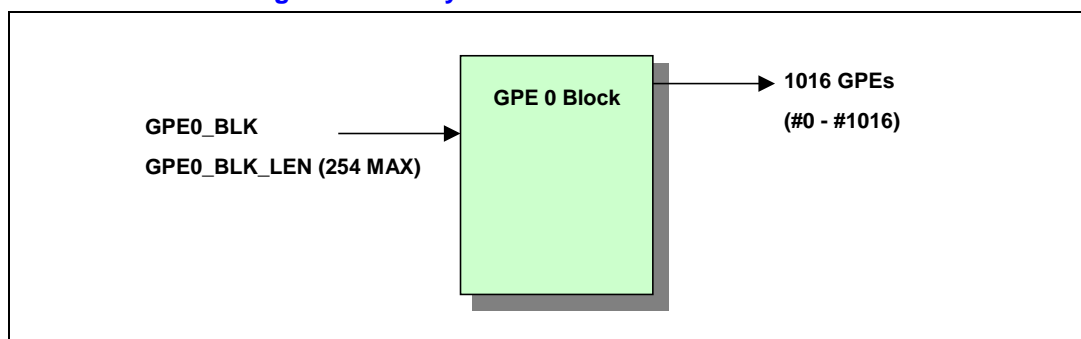 GPE 0 Block
1016 GPEs
(#0 - #1016)
GPE0_BLK
GPE0_BLK_LEN (254 MAX)